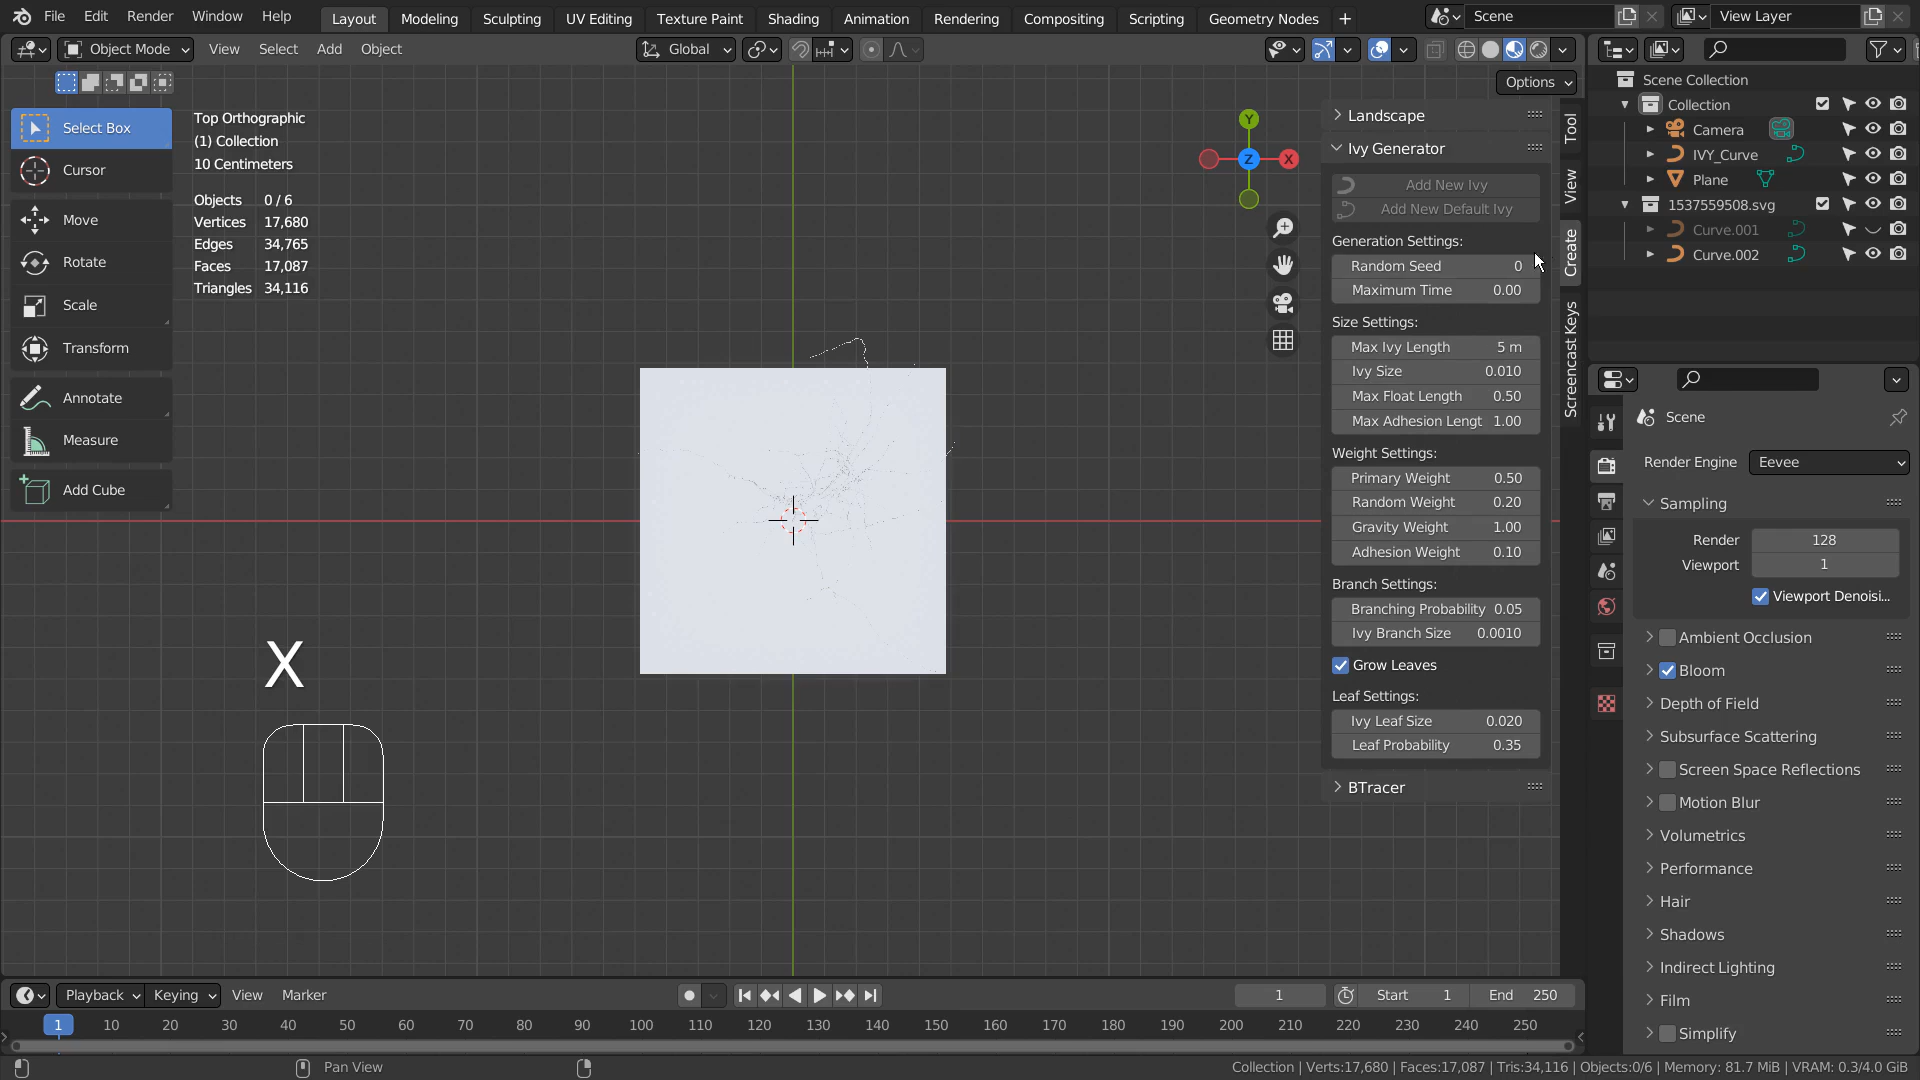 File Edit Render Window Help Layout Modeling Sculpting UV Editing Texture Paint Shading Animation Rendering Compositing Scripting Geometry Nodes + Scene View Layer
Object Mode View Select Add Object Global
Options
Select Box
Cursor
Move
Rotate
Scale
Transform
Annotate
Measure
Add Cube
Top Orthographic
(1) Collection
10 Centimeters
Objects 0 / 6
Vertices 17,680
Edges 34,765
Faces 17,087
Triangles 34,116
X
Y
Z X
Landscape
Ivy Generator
Add New Ivy
Add New Default Ivy
Generation Settings:
Random Seed 0
Maximum Time 0.00
Size Settings:
Max Ivy Length 5 m
Ivy Size 0.010
Max Float Length 0.50
Max Adhesion Lengt 1.00
Weight Settings:
Primary Weight 0.50
Random Weight 0.20
Gravity Weight 1.00
Adhesion Weight 0.10
Branch Settings:
Branching Probability 0.05
Ivy Branch Size 0.0010
Grow Leaves
Leaf Settings:
Ivy Leaf Size 0.020
Leaf Probability 0.35
BTracer
Tool
View
Create
Screencast Keys
Scene Collection
Collection
Camera
IVY_Curve
Plane
1537559508.svg
Curve.001
Curve.002
Scene
Render Engine Eevee
Sampling
Render 128
Viewport 1
Viewport Denoisi...
Ambient Occlusion
Bloom
Depth of Field
Subsurface Scattering
Screen Space Reflections
Motion Blur
Volumetrics
Performance
Hair
Shadows
Indirect Lighting
Film
Simplify
Playback Keying View Marker 1 Start 1 End 250
1 10 20 30 40 50 60 70 80 90 100 110 120 130 140 150 160 170 180 190 200 210 220 230 240 250
Pan View
Collection | Verts:17,680 | Faces:17,087 | Tris:34,116 | Objects:0/6 | Memory: 81.7 MiB | VRAM: 0.3/4.0 GiB